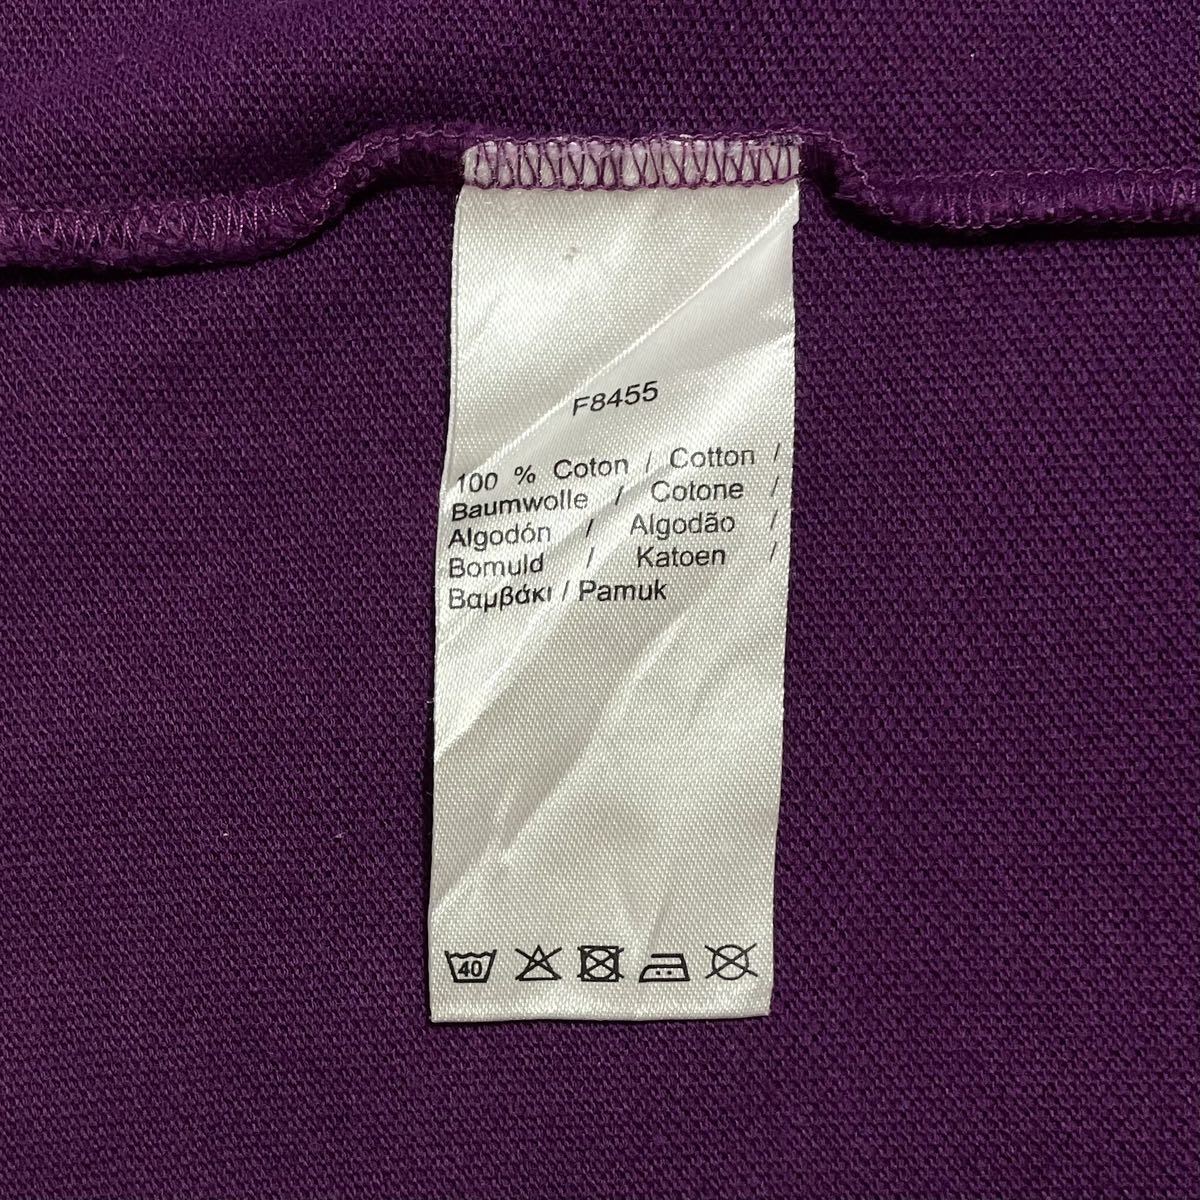 F8455
100 % Coton / Cotton /
Baumwolle / Cotone /
Algodón / Algodão /
Bomuld / Katoen /
Βαμβάκι / Pamuk
40